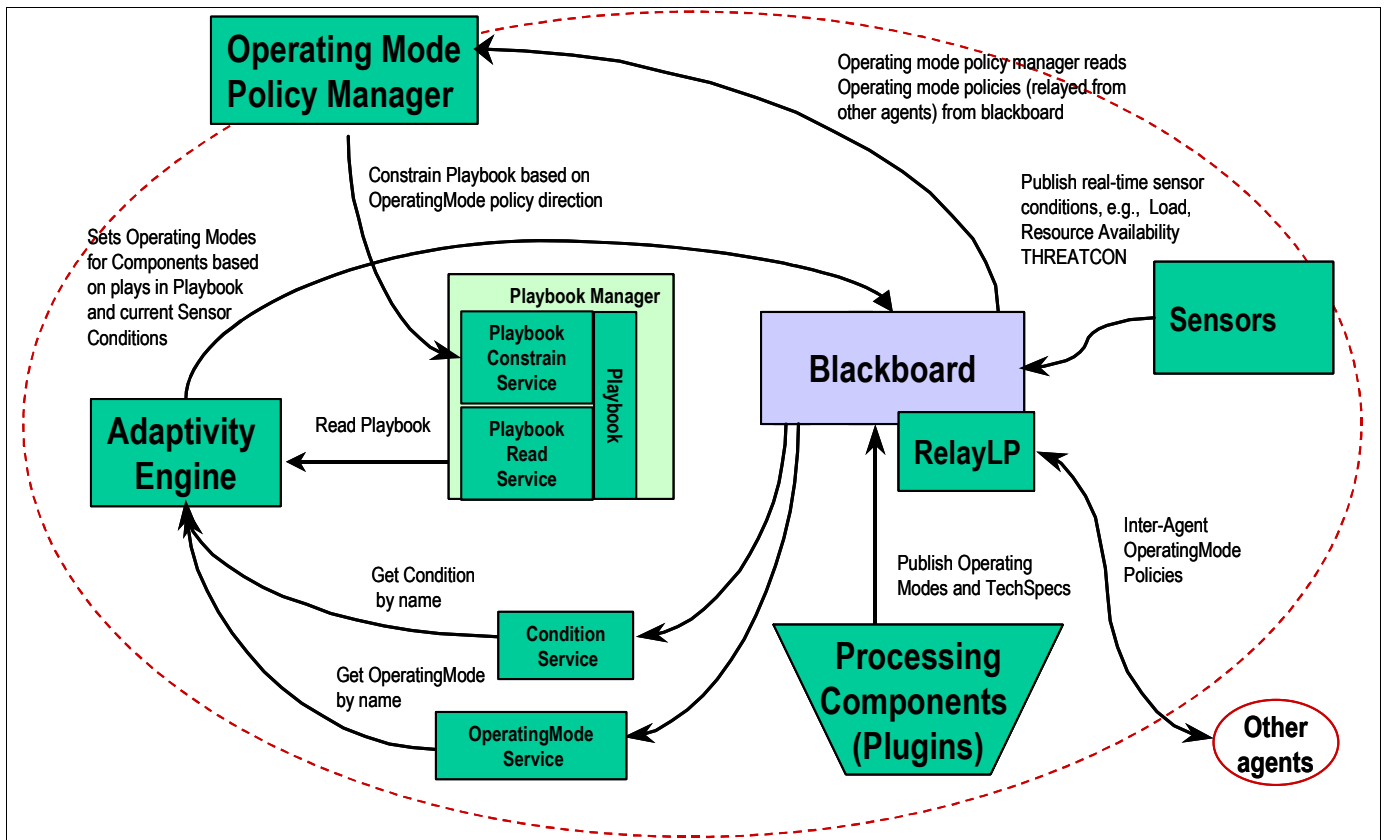 Operating Mode
Policy Manager
Operating mode policy manager reads
Operating mode policies (relayed from
other agents) from blackboard
Constrain Playbook based on
OperatingMode policy direction
Publish real-time sensor
conditions, e.g., Load,
Resource Availability
THREATCON
Sets Operating Modes
for Components based
on plays in Playbook
and current Sensor
Conditions
Playbook Manager
Playbook
Constrain
Service
Playbook
Playbook
Read
Service
Sensors
Blackboard
RelayLP
Adaptivity
Engine
Read Playbook
Inter-Agent
OperatingMode
Policies
Publish Operating
Modes and TechSpecs
Get Condition
by name
Condition
Service
Get OperatingMode
by name
OperatingMode
Service
Processing
Components
(Plugins)
Other
agents